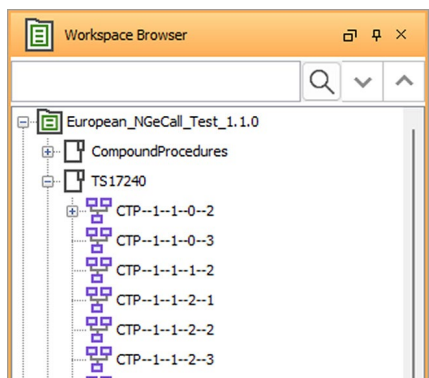 Workspace Browser
European_NGeCall_Test_1.1.0
CompoundProcedures
TS17240
CTP--1--1--0--2
CTP--1--1--0--3
CTP--1--1--1--2
CTP--1--1--2--1
CTP--1--1--2--2
CTP--1--1--2--3